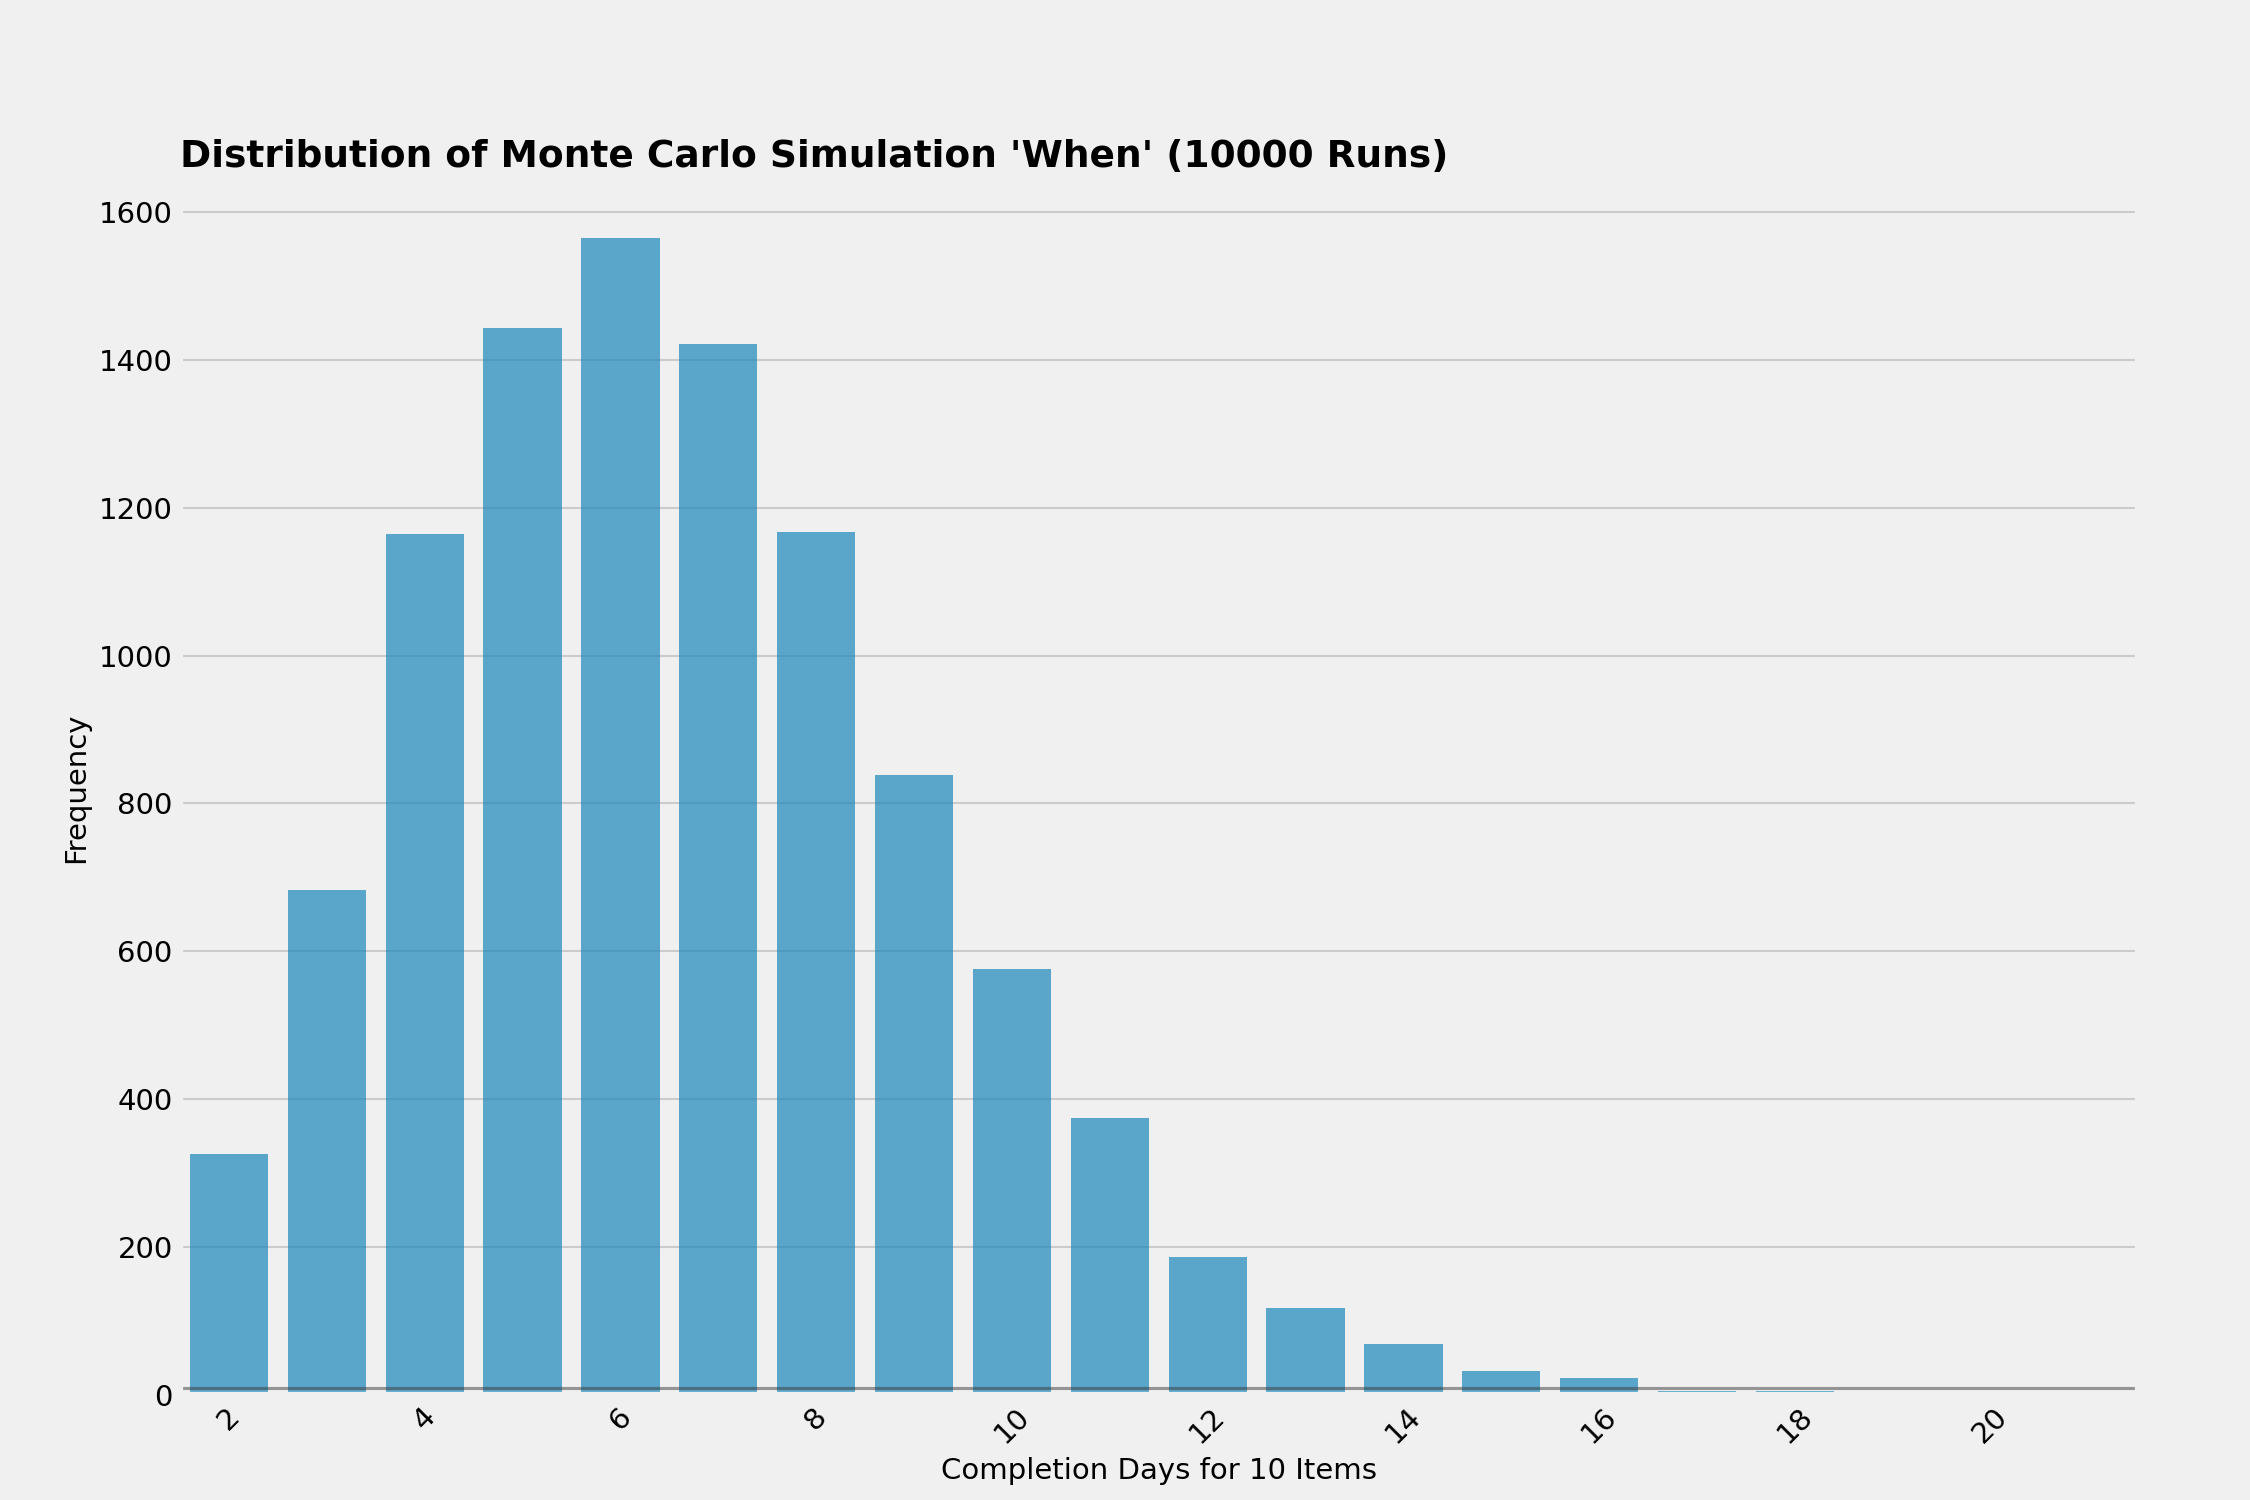 Distribution of Monte Carlo Simulation 'When' (10000 Runs)
1600
1400
1200
1000
800
600
400
200
0
Frequency
2 4 6 8 10 12 14 16 18 20
Completion Days for 10 Items